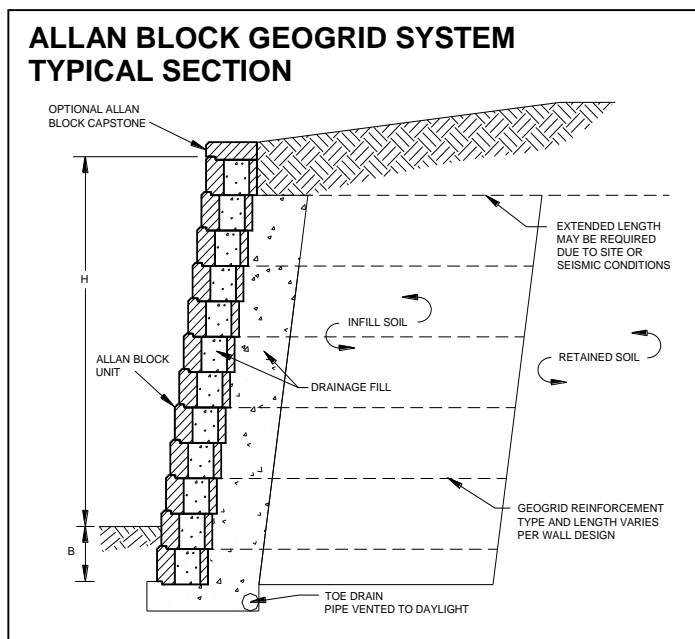 ALLAN BLOCK GEOGRID SYSTEM
TYPICAL SECTION
OPTIONAL ALLAN
BLOCK CAPSTONE
EXTENDED LENGTH
MAY BE REQUIRED
DUE TO SITE OR
SEISMIC CONDITIONS
H
INFILL SOIL
RETAINED SOIL
ALLAN BLOCK
UNIT
DRAINAGE FILL
GEOGRID REINFORCEMENT
TYPE AND LENGTH VARIES
PER WALL DESIGN
B
TOE DRAIN
PIPE VENTED TO DAYLIGHT